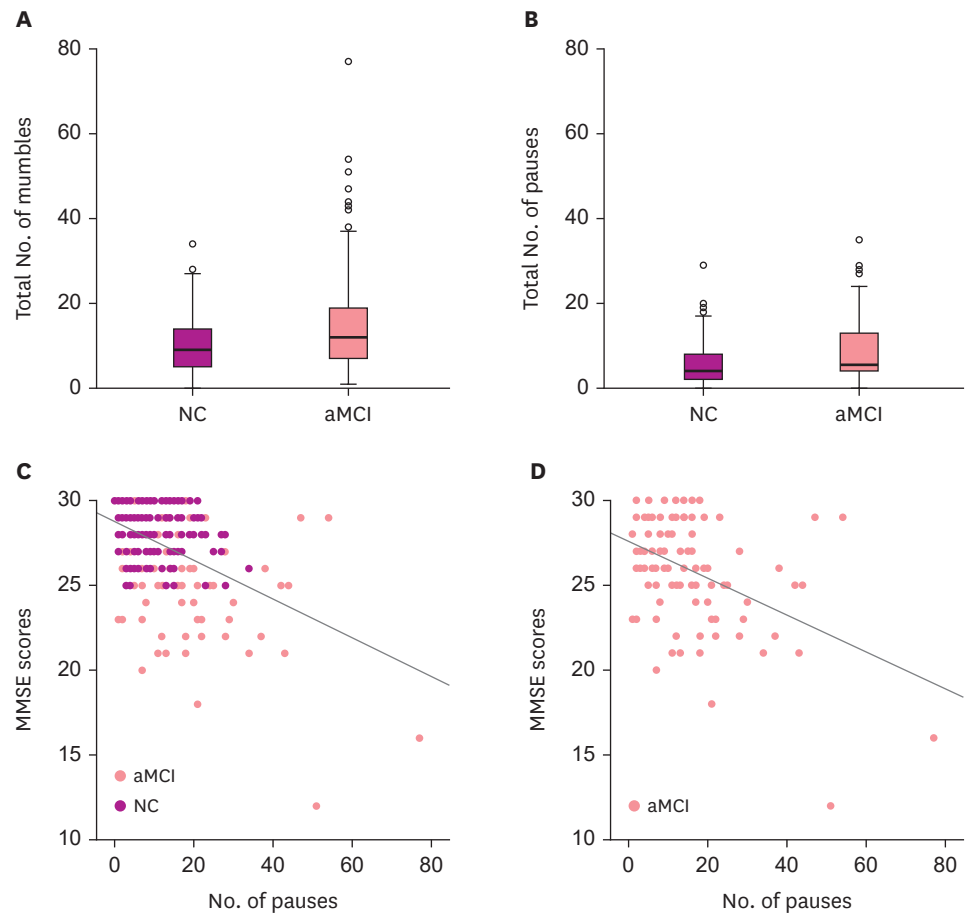 A
Total No. of mumbles
80
60
40
20
0
NC
aMCI
B
Total No. of pauses
80
60
40
20
0
NC
aMCI
C
MMSE scores
30
25
20
15
10
aMCI
NC
0
20
40
60
80
No. of pauses
D
MMSE scores
30
25
20
15
10
aMCI
0
20
40
60
80
No. of pauses